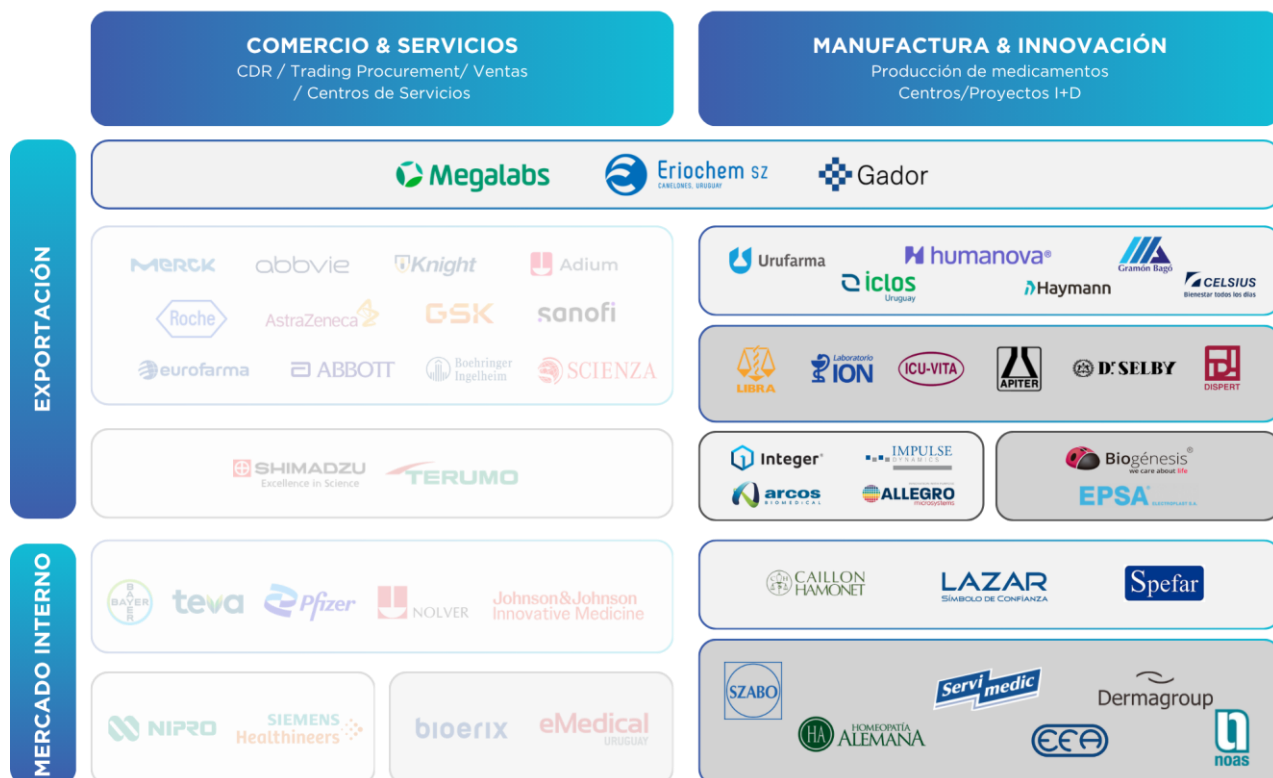 COMERCIO & SERVICIOS
CDR / Trading Procurement/ Ventas
/ Centros de Servicios
MANUFACTURA & INNOVACIÓN
Producción de medicamentos
Centros/Proyectos I+D
EXPORTACIÓN
Megalabs
Eriochem SZ
CANELONES, URUGUAY
Gador
MERCK
abbvie
Knight
Adium
Roche
AstraZeneca
GSK
sanofi
eurofarma
ABBOTT
Boehringer
Ingelheim
SCIENZA
Urufarma
humanova®
Gramón Bagó
iclos
Uruguay
Haymann
CELSIUS
Bienestar todos los días
LIBRA
Laboratorio
ION
ICU-VITA
APITER
Dr. SELBY
DISPERT
SHIMADZU
Excellence in Science
TERUMO
Integer®
IMPULSE
DYNAMICS
arcos
BIOMEDICAL
ALLEGRO
microsystems
Biogénesis®
we care about life
EPSA®
ELECTROPLAST S.A.
MERCADO INTERNO
BAYER
BAYER
teva
Pfizer
NOLVER
Johnson&Johnson
Innovative Medicine
CAILLON
HAMONET
LAZAR
SÍMBOLO DE CONFIANZA
Spefar
NIPRO
SIEMENS
Healthineers
bioerix
eMedical
URUGUAY
SZABO
Servimedic
Dermagroup
HA
HOMEOPATÍA
ALEMANA
EFA
noas